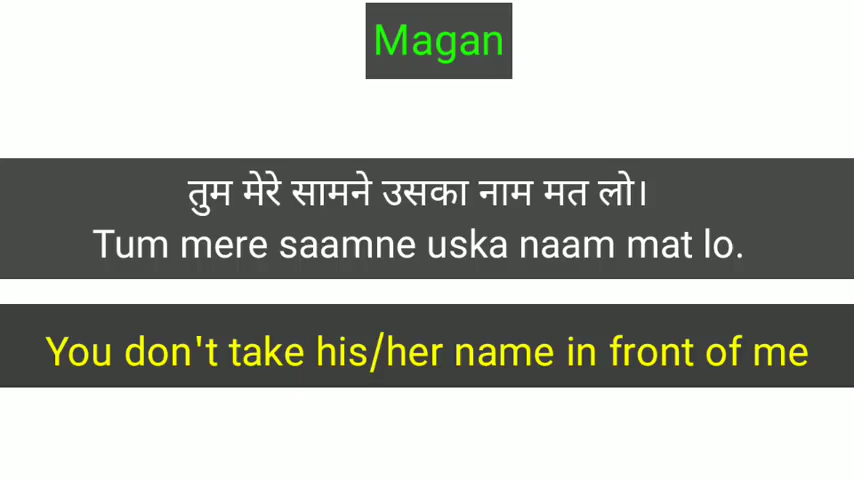 Magan
तुम मेरे सामने उसका नाम मत लो।
Tum mere saamne uska naam mat lo.
You don't take his/her name in front of me